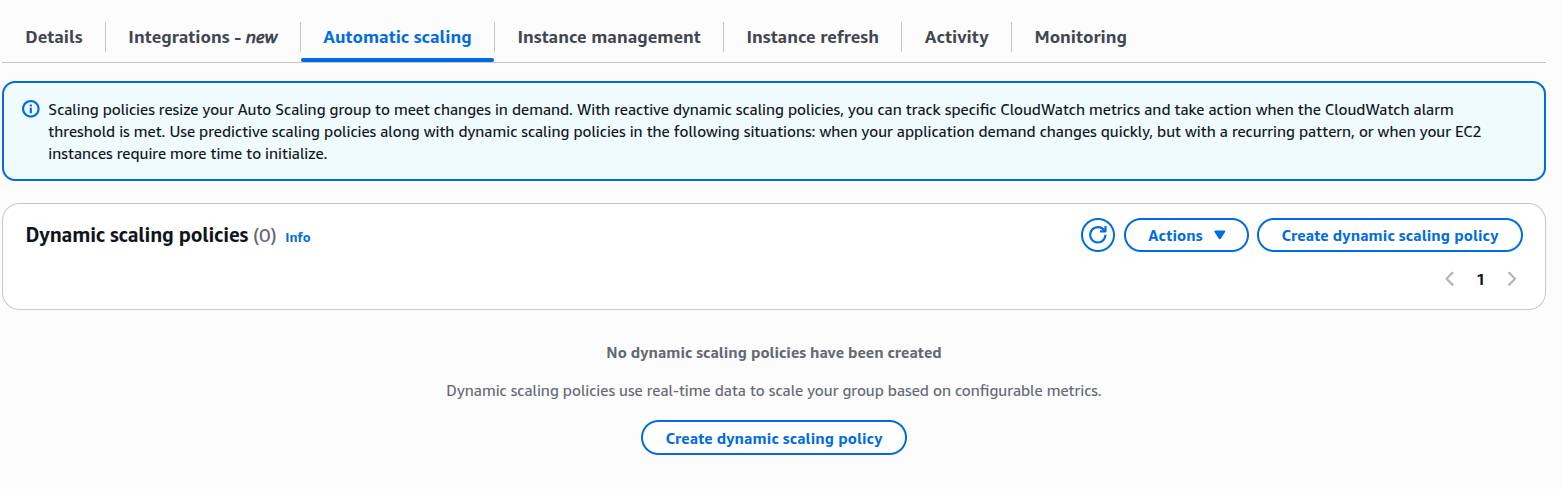 Details
Integrations - new
Automatic scaling
Instance management
Instance refresh
Activity
Monitoring
Scaling policies resize your Auto Scaling group to meet changes in demand. With reactive dynamic scaling policies, you can track specific CloudWatch metrics and take action when the CloudWatch alarm
threshold is met. Use predictive scaling policies along with dynamic scaling policies in the following situations: when your application demand changes quickly, but with a recurring pattern, or when your EC2
instances require more time to initialize.
Dynamic scaling policies (0) Info
Actions
Create dynamic scaling policy
1
No dynamic scaling policies have been created
Dynamic scaling policies use real-time data to scale your group based on configurable metrics.
Create dynamic scaling policy